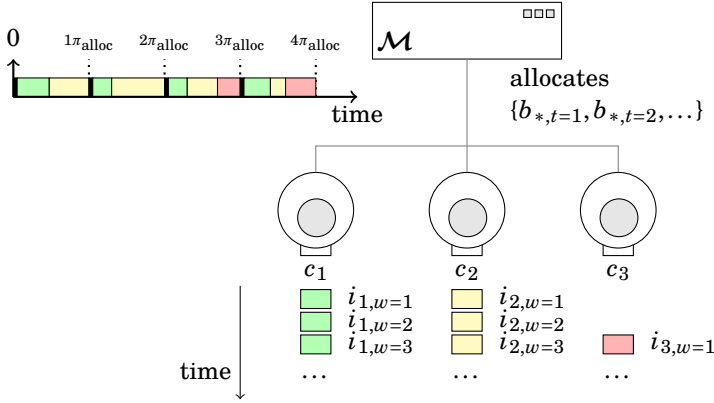 0 1π_alloc 2π_alloc 3π_alloc 4π_alloc
time
ℳ
allocates
{b_{*,t=1}, b_{*,t=2}, …}
c_1 c_2 c_3
i_{1,w=1} i_{2,w=1}
i_{1,w=2} i_{2,w=2}
i_{1,w=3} i_{2,w=3} i_{3,w=1}
time … … …